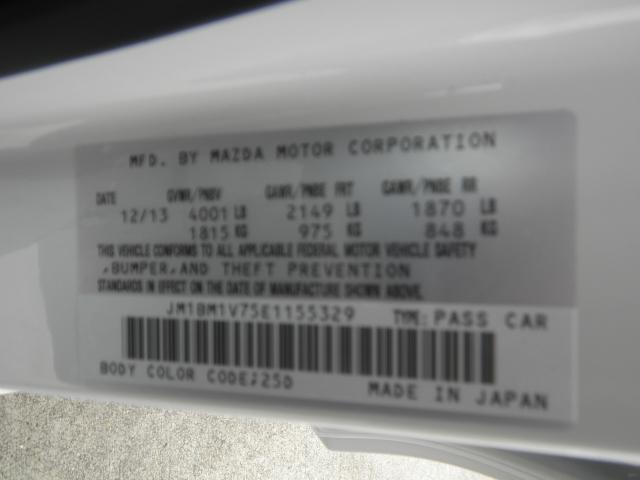 MFD. BY MAZDA MOTOR CORPORATION
DATE GVWR/PNBV GAWR/PNBE FRT GAWR/PNBE RR
12/13 4001 LB 2149 LB 1870 LB
1815 KG 975 KG 848 KG
THIS VEHICLE CONFORMS TO ALL APPLICABLE FEDERAL MOTOR VEHICLE SAFETY
,BUMPER,AND THEFT PREVENTION
STANDARDS IN EFFECT ON THE DATE OF MANUFACTURE SHOWN ABOVE.
JM1BM1V75E1155329 TYPE: PASS CAR
BODY COLOR CODE: 25D MADE IN JAPAN